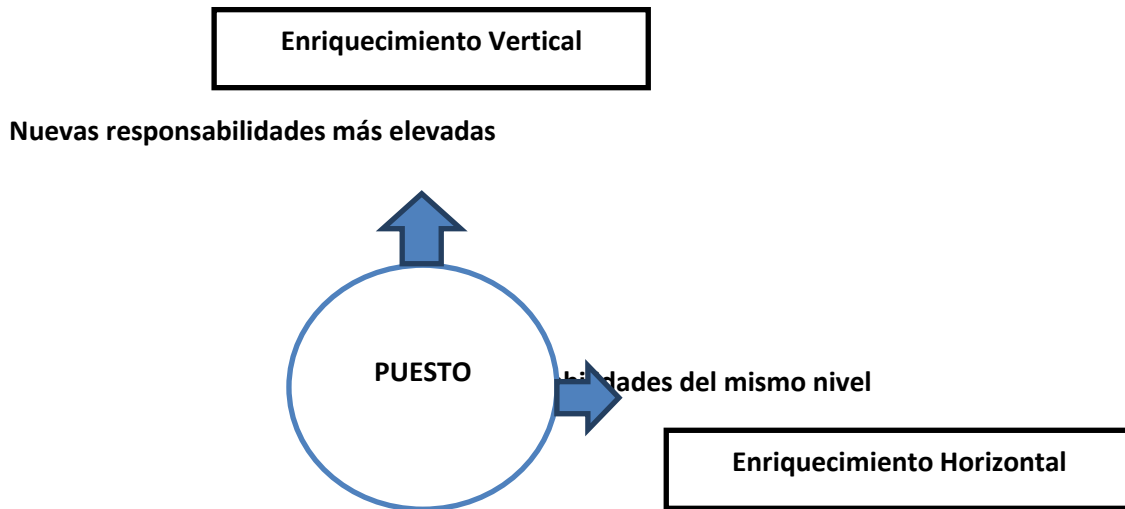 Enriquecimiento Vertical
Nuevas responsabilidades más elevadas
PUESTO
del mismo nivel
Enriquecimiento Horizontal